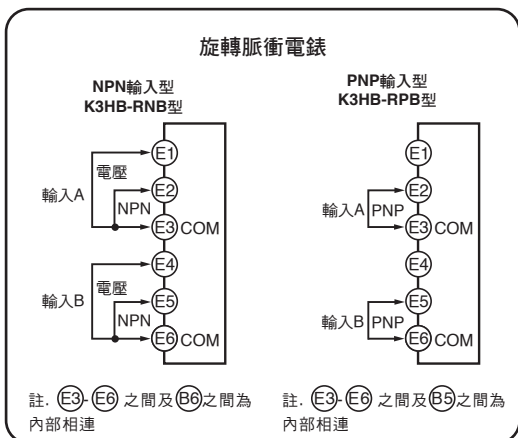 旋轉脈衝電錶
NPN輸入型
K3HB-RNB型
E1
電壓
E2
輸入A
NPN
E3 COM
E4
電壓
輸入B
E5
NPN
E6 COM
註. E3-E6 之間及B6之間為
內部相連
PNP輸入型
K3HB-RPB型
E1
E2
輸入A PNP
E3 COM
E4
E5
輸入B PNP
E6 COM
註. E3-E6 之間及B5之間為
內部相連